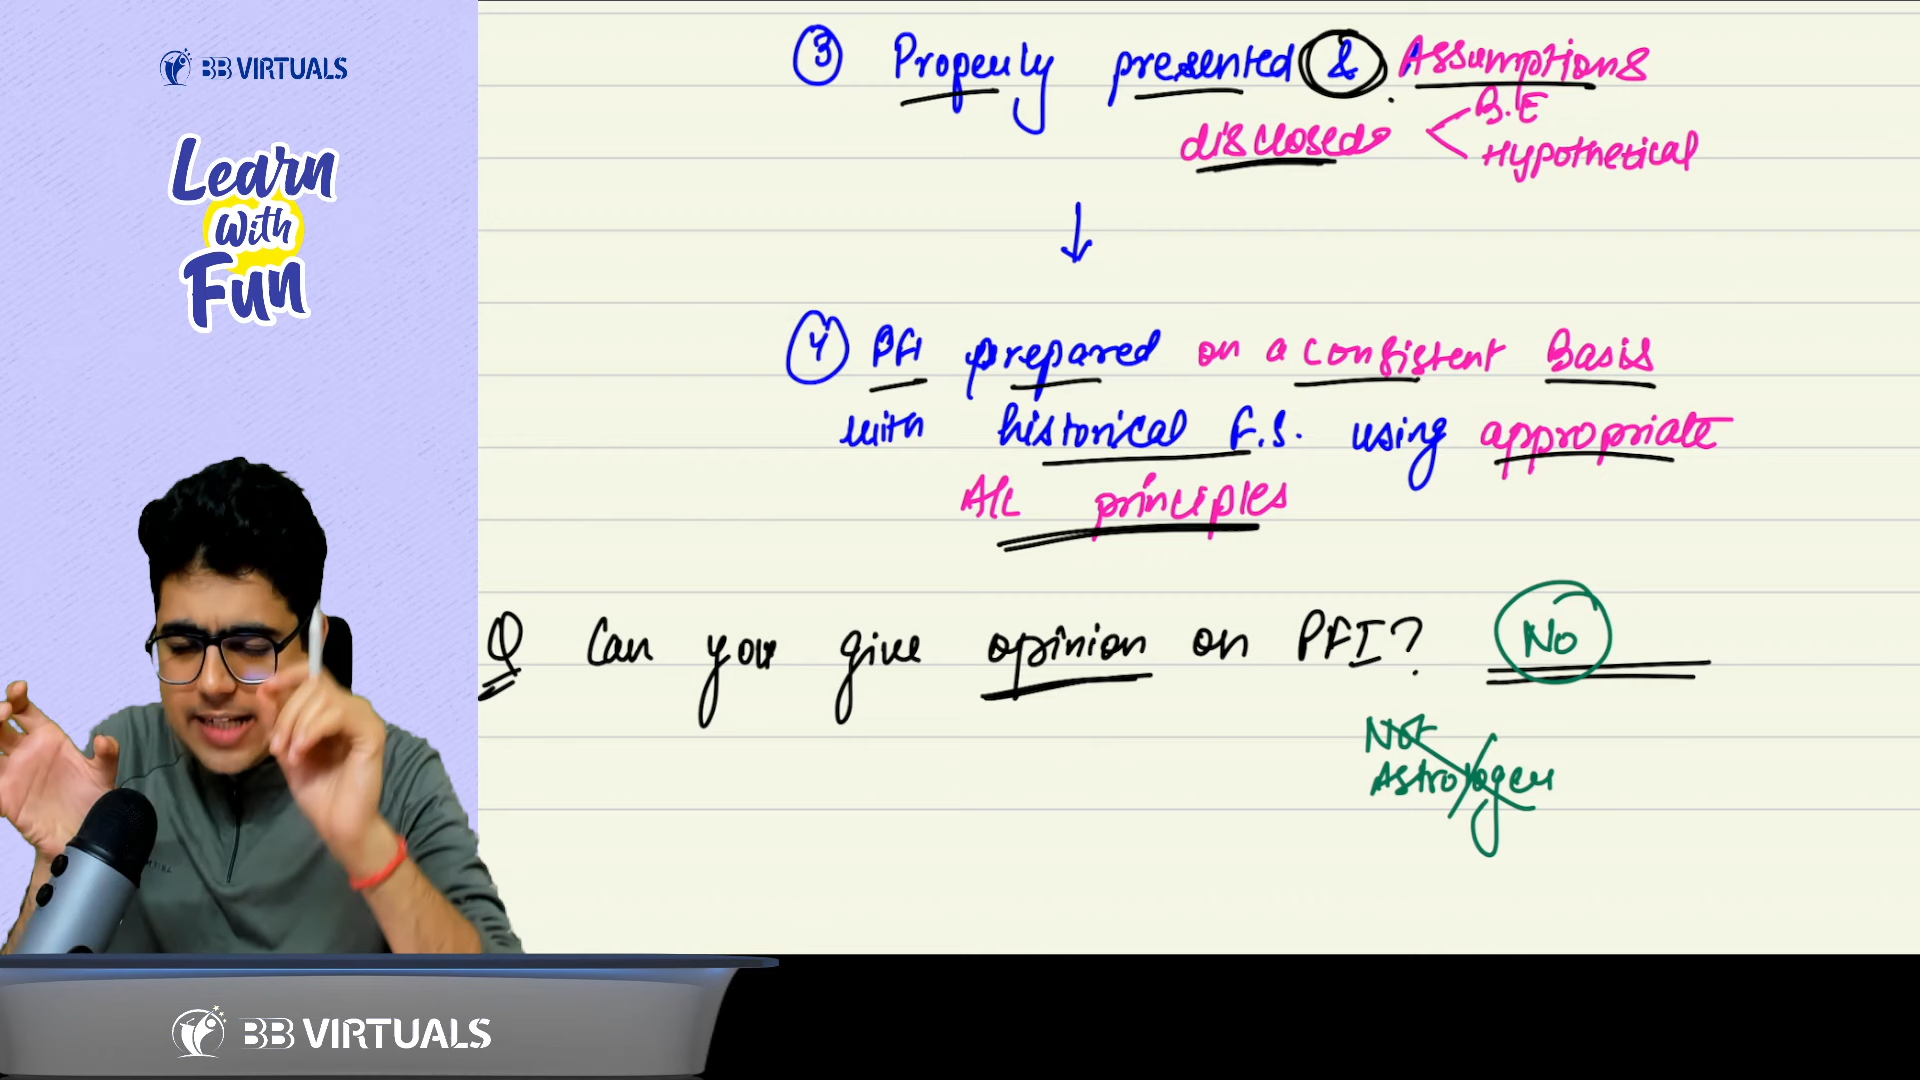 BB VIRTUALS
Learn
with
Fun
③ Properly presented & Assumptions
disclosed
B.E
Hypothetical
④ PFI prepared on a consistent Basis
with historical F.S. using appropriate
A/c principles
Q Can you give opinion on PFI? No
Not
Astrologer
BB VIRTUALS